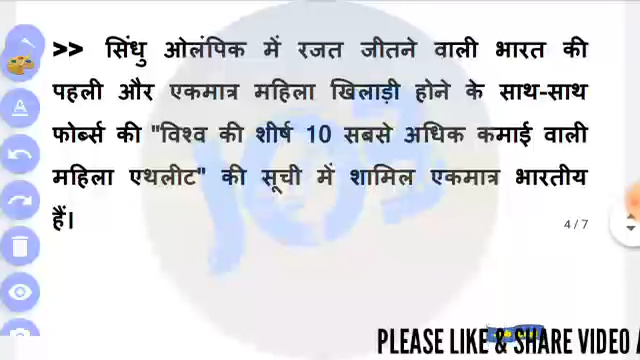 >> सिंधु ओलंपिक में रजत जीतने वाली भारत की
पहली और एकमात्र महिला खिलाड़ी होने के साथ-साथ
फोर्ब्स की "विश्व की शीर्ष 10 सबसे अधिक कमाई वाली
महिला एथलीट" की सूची में शामिल एकमात्र भारतीय
हैं।
4/7
PLEASE LIKE & SHARE VIDEO A